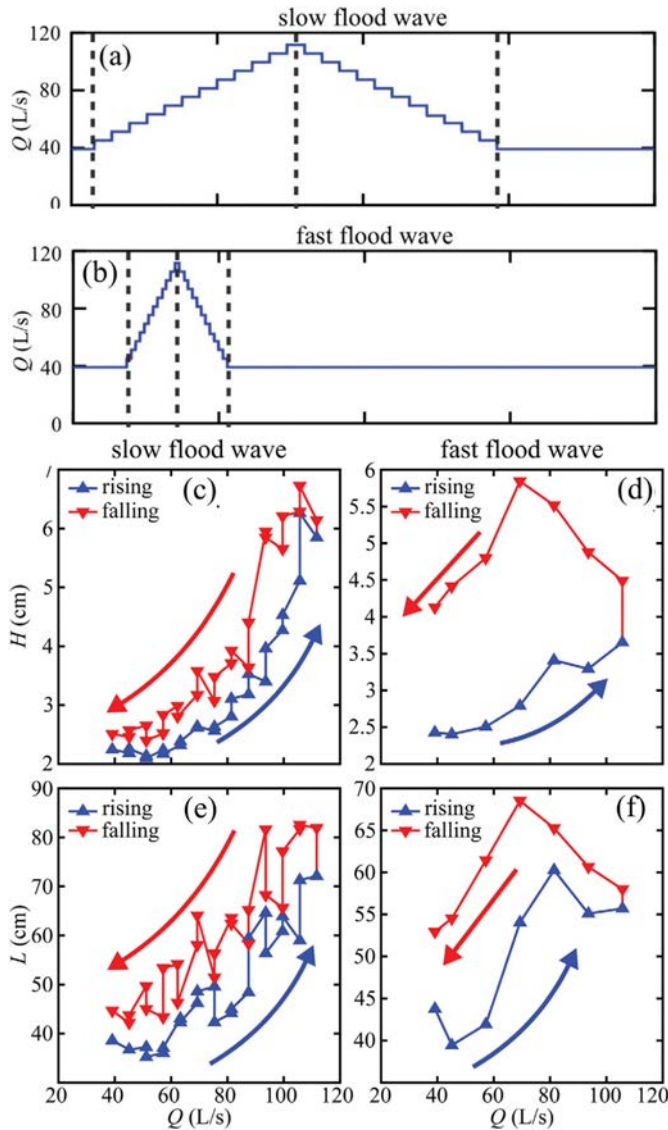 slow flood wave
120
(a)
80
Q (L/s)
40
0
fast flood wave
120
(b)
80
Q (L/s)
40
0
slow flood wave
fast flood wave
7
rising
falling
(c)
6
5
H (cm)
4
3
2
6
rising
falling
(d)
5.5
5
4.5
4
3.5
3
2.5
2
90
rising
falling
(e)
80
70
L (cm)
60
50
40
30
20 40 60 80 100 120
Q (L/s)
70
rising
falling
(f)
65
60
55
50
45
40
20 40 60 80 100 120
Q (L/s)